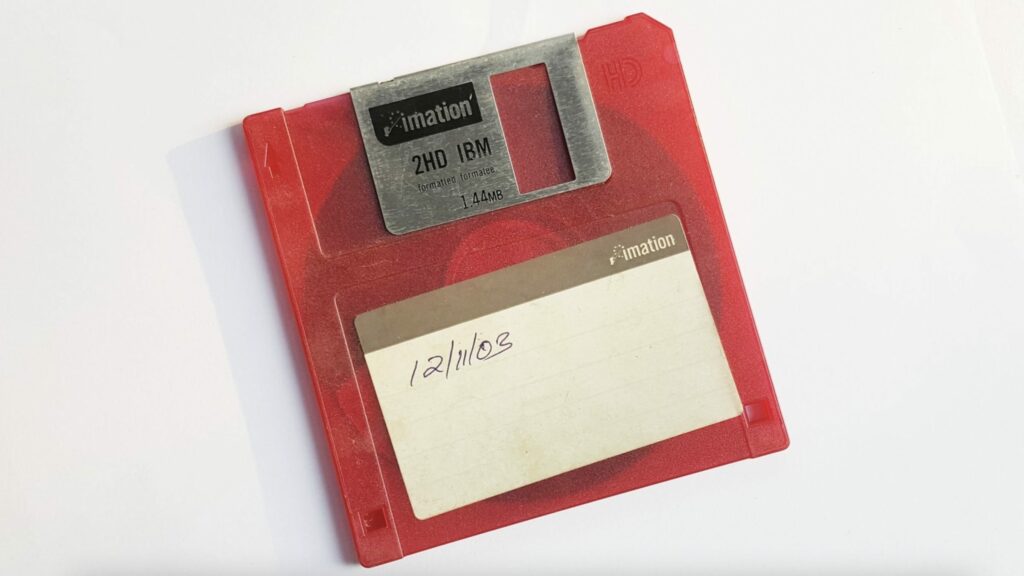 imation
2HD IBM
formatted formatée
1.44MB
HD
imation
12/11/03